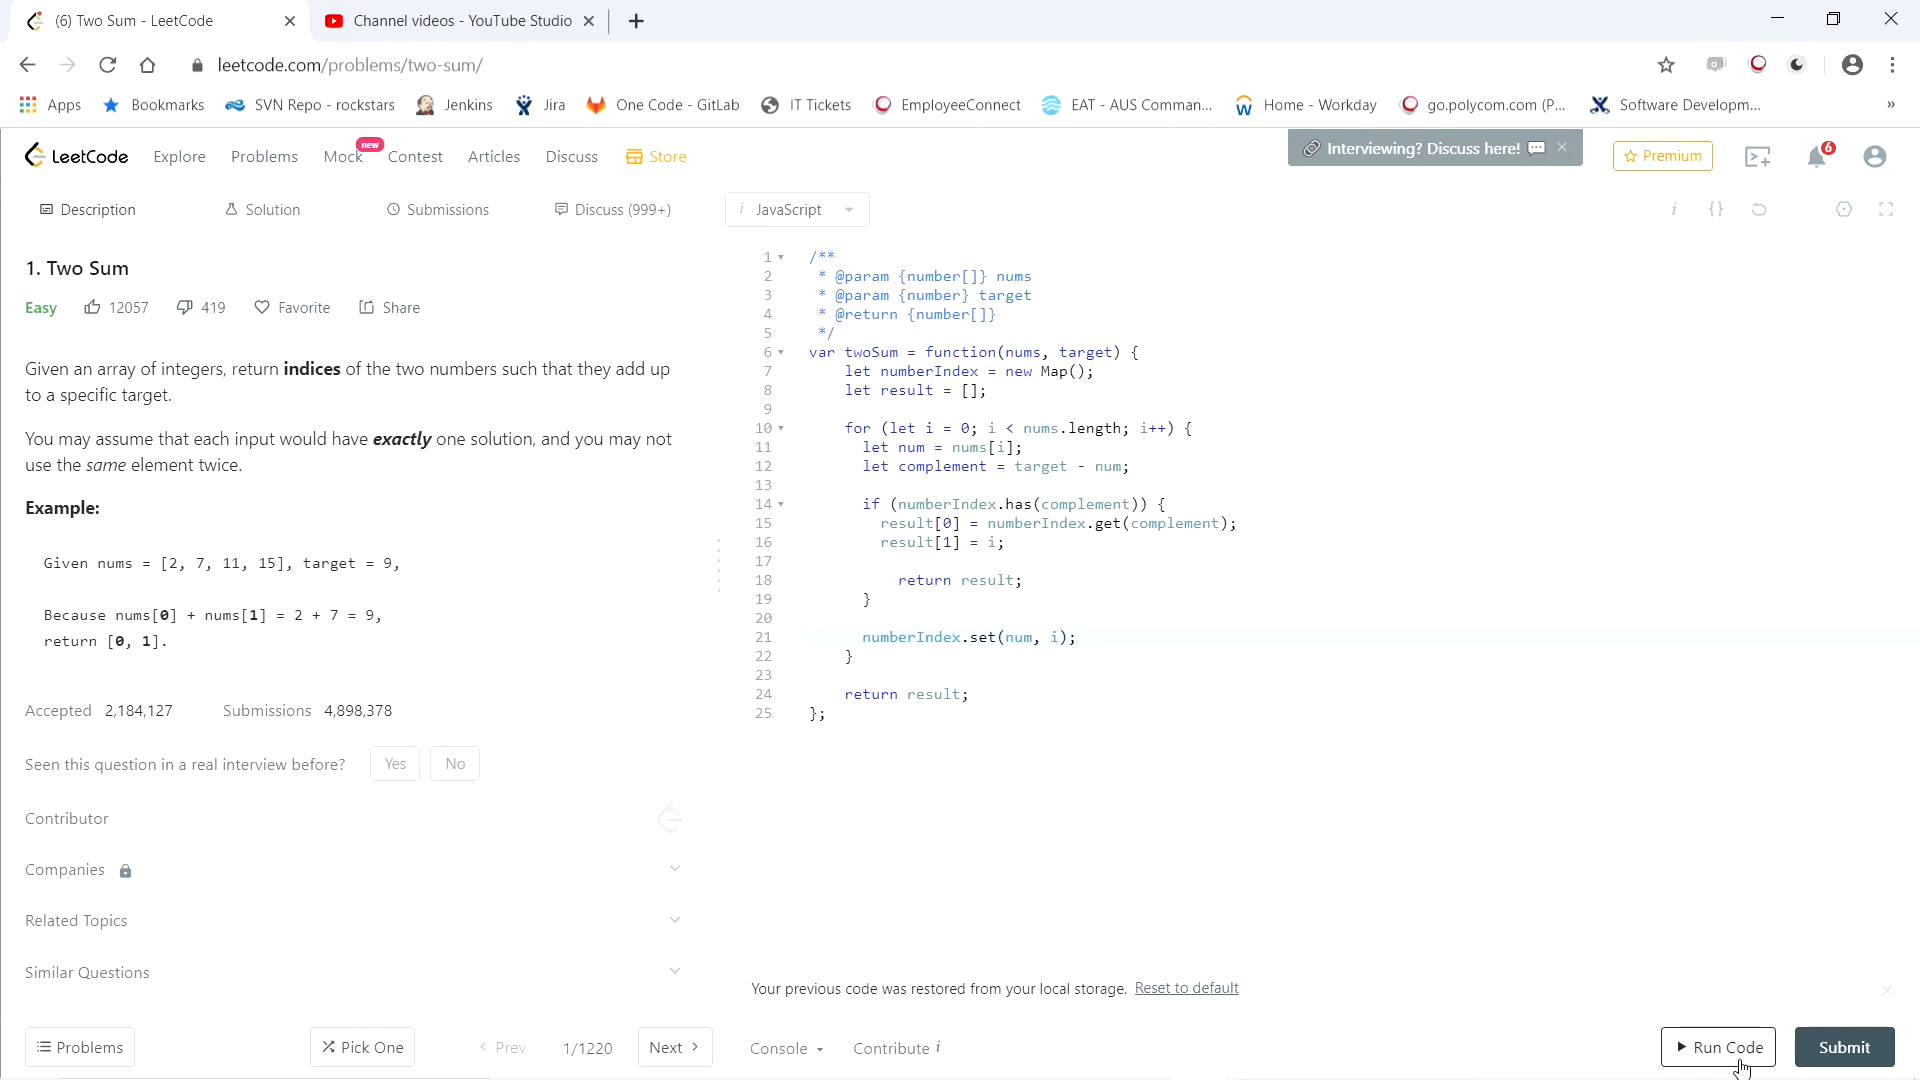 (6) Two Sum - LeetCode
Channel videos - YouTube Studio
leetcode.com/problems/two-sum/
Apps
Bookmarks
SVN Repo - rockstars
Jenkins
Jira
One Code - GitLab
IT Tickets
EmployeeConnect
EAT - AUS Comman...
Home - Workday
go.polycom.com (P...
Software Developm...
»
LeetCode
Explore
Problems
Mock
new
Contest
Articles
Discuss
Store
Interviewing? Discuss here!
Premium
6
Description
Solution
Submissions
Discuss (999+)
i JavaScript
1. Two Sum
Easy
12057
419
Favorite
Share
Given an array of integers, return indices of the two numbers such that they add up
to a specific target.
You may assume that each input would have exactly one solution, and you may not
use the same element twice.
Example:
Given nums = [2, 7, 11, 15], target = 9,
Because nums[0] + nums[1] = 2 + 7 = 9,
return [0, 1].
Accepted 2,184,127
Submissions 4,898,378
Seen this question in a real interview before?
Yes
No
Contributor
Companies
Related Topics
Similar Questions
Problems
Pick One
Prev
1/1220
Next
i
{}
1 /**
2 * @param {number[]} nums
3 * @param {number} target
4 * @return {number[]}
5 */
6 var twoSum = function(nums, target) {
7 let numberIndex = new Map();
8 let result = [];
9
10 for (let i = 0; i < nums.length; i++) {
11 let num = nums[i];
12 let complement = target - num;
13
14 if (numberIndex.has(complement)) {
15 result[0] = numberIndex.get(complement);
16 result[1] = i;
17
18 return result;
19 }
20
21 numberIndex.set(num, i);
22 }
23
24 return result;
25 };
Your previous code was restored from your local storage. Reset to default
Console
Contribute i
Run Code
Submit